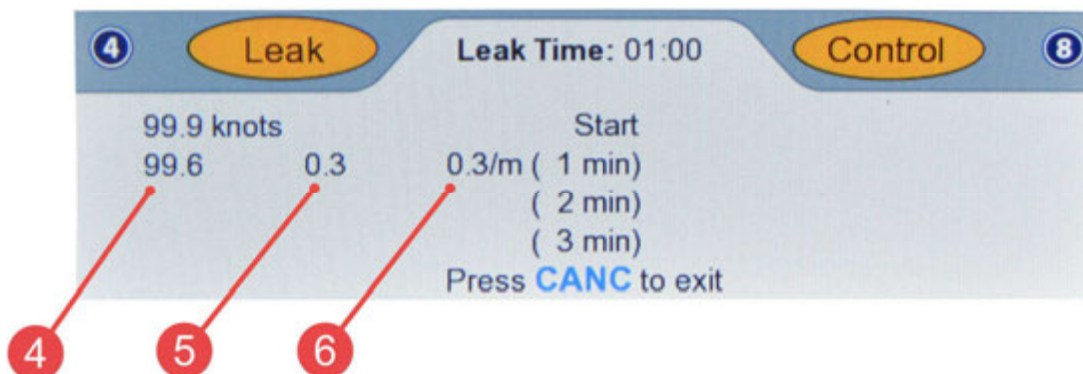 4 Leak Leak Time: 01:00 Control 8
99.9 knots Start
99.6 0.3 0.3/m ( 1 min)
( 2 min)
( 3 min)
Press CANC to exit
4 5 6